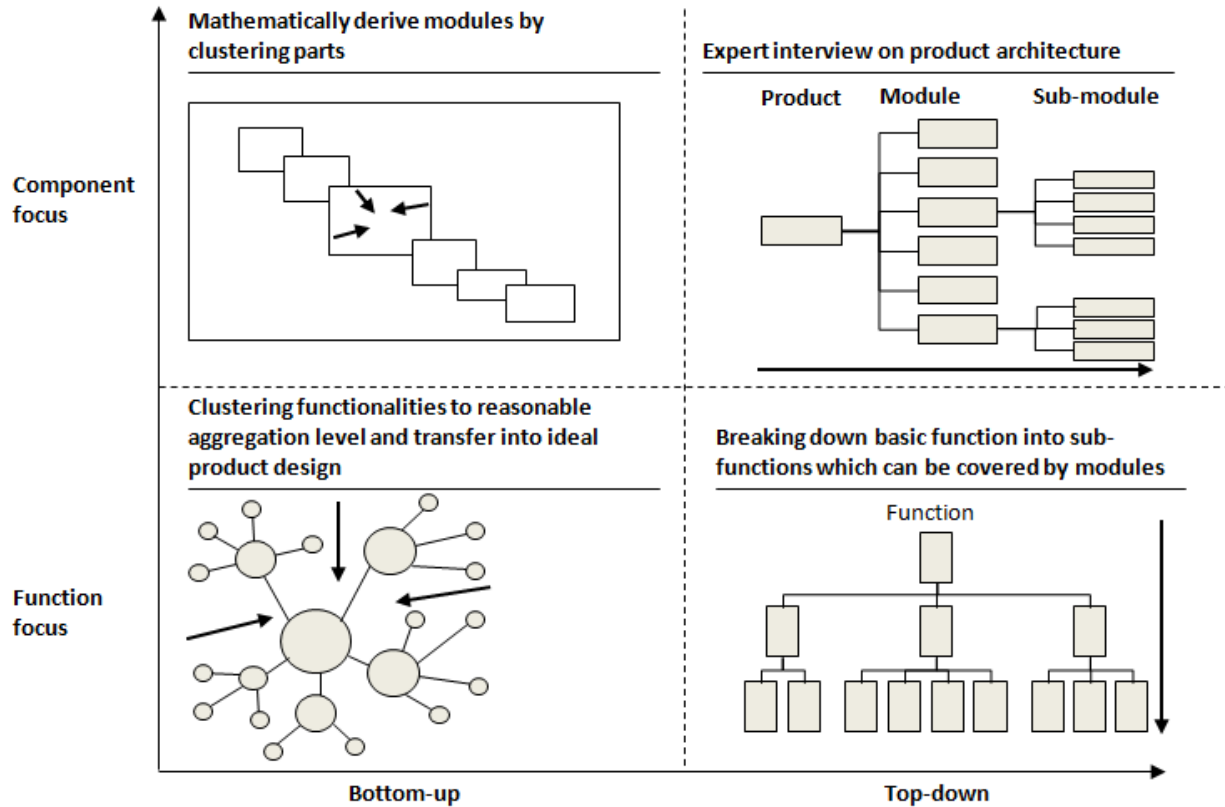 Mathematically derive modules by
clustering parts
Expert interview on product architecture
Product
Module
Sub-module
Component
focus
Clustering functionalities to reasonable
aggregation level and transfer into ideal
product design
Breaking down basic function into sub-
functions which can be covered by modules
Function
Function
focus
Bottom-up
Top-down